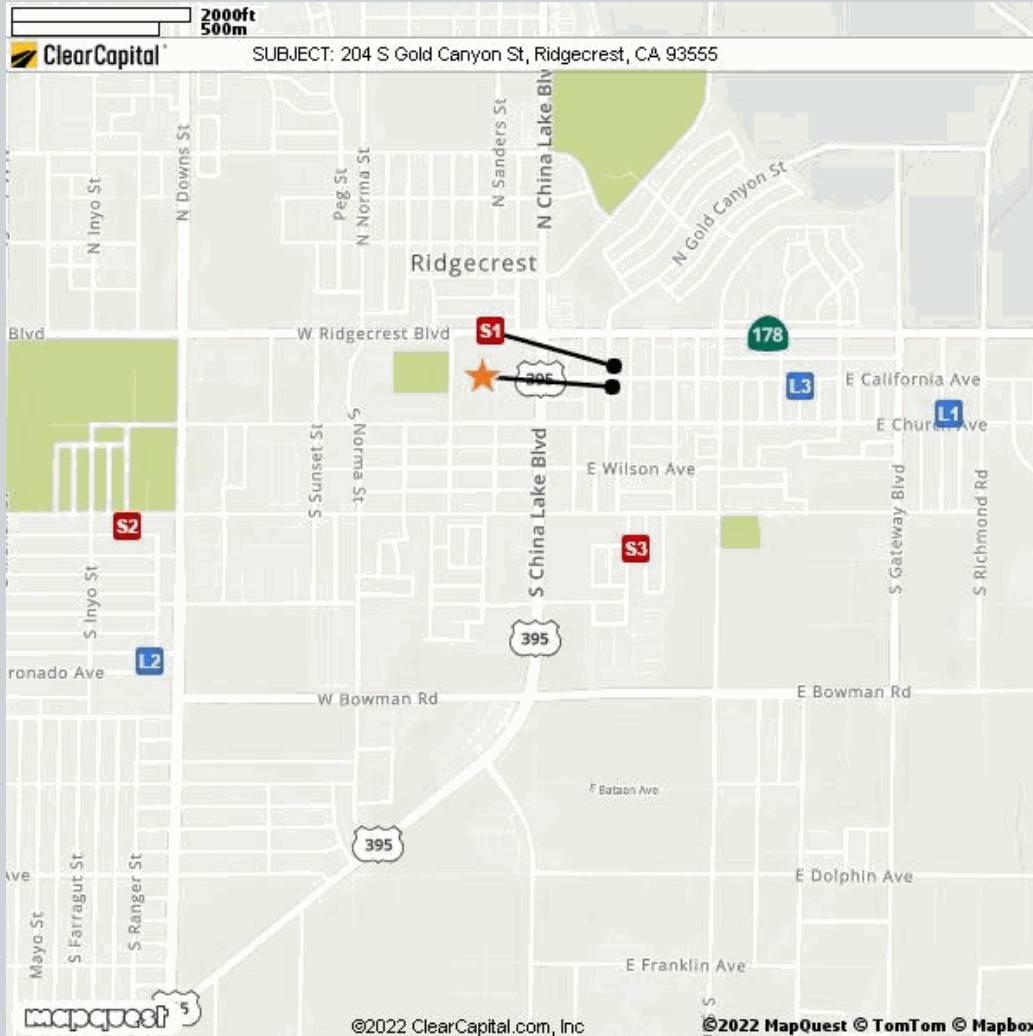 2000ft
500m
ClearCapital
SUBJECT: 204 S Gold Canyon St, Ridgecrest, CA 93555
N China Lake Blv
N Sanders St
N Downs St
Peg St
N Norma St
N Inyo St
N Gold Canyon St
Ridgecrest
Blvd
W Ridgecrest Blvd
S1
178
395
L3
E California Ave
L1
E Church Ave
S Norma St
S Sunset St
S China Lake Blvd
E Wilson Ave
S Gateway Blvd
S Richmond Rd
S2
S3
S Inyo St
395
L2
ronado Ave
W Bowman Rd
E Bowman Rd
E Bataan Ave
395
ve
E Dolphin Ave
S Ranger St
S Farragut St
Mayo St
E Franklin Ave
S
mapquest
5
©2022 ClearCapital.com, Inc
©2022 MapQuest © TomTom © Mapbox